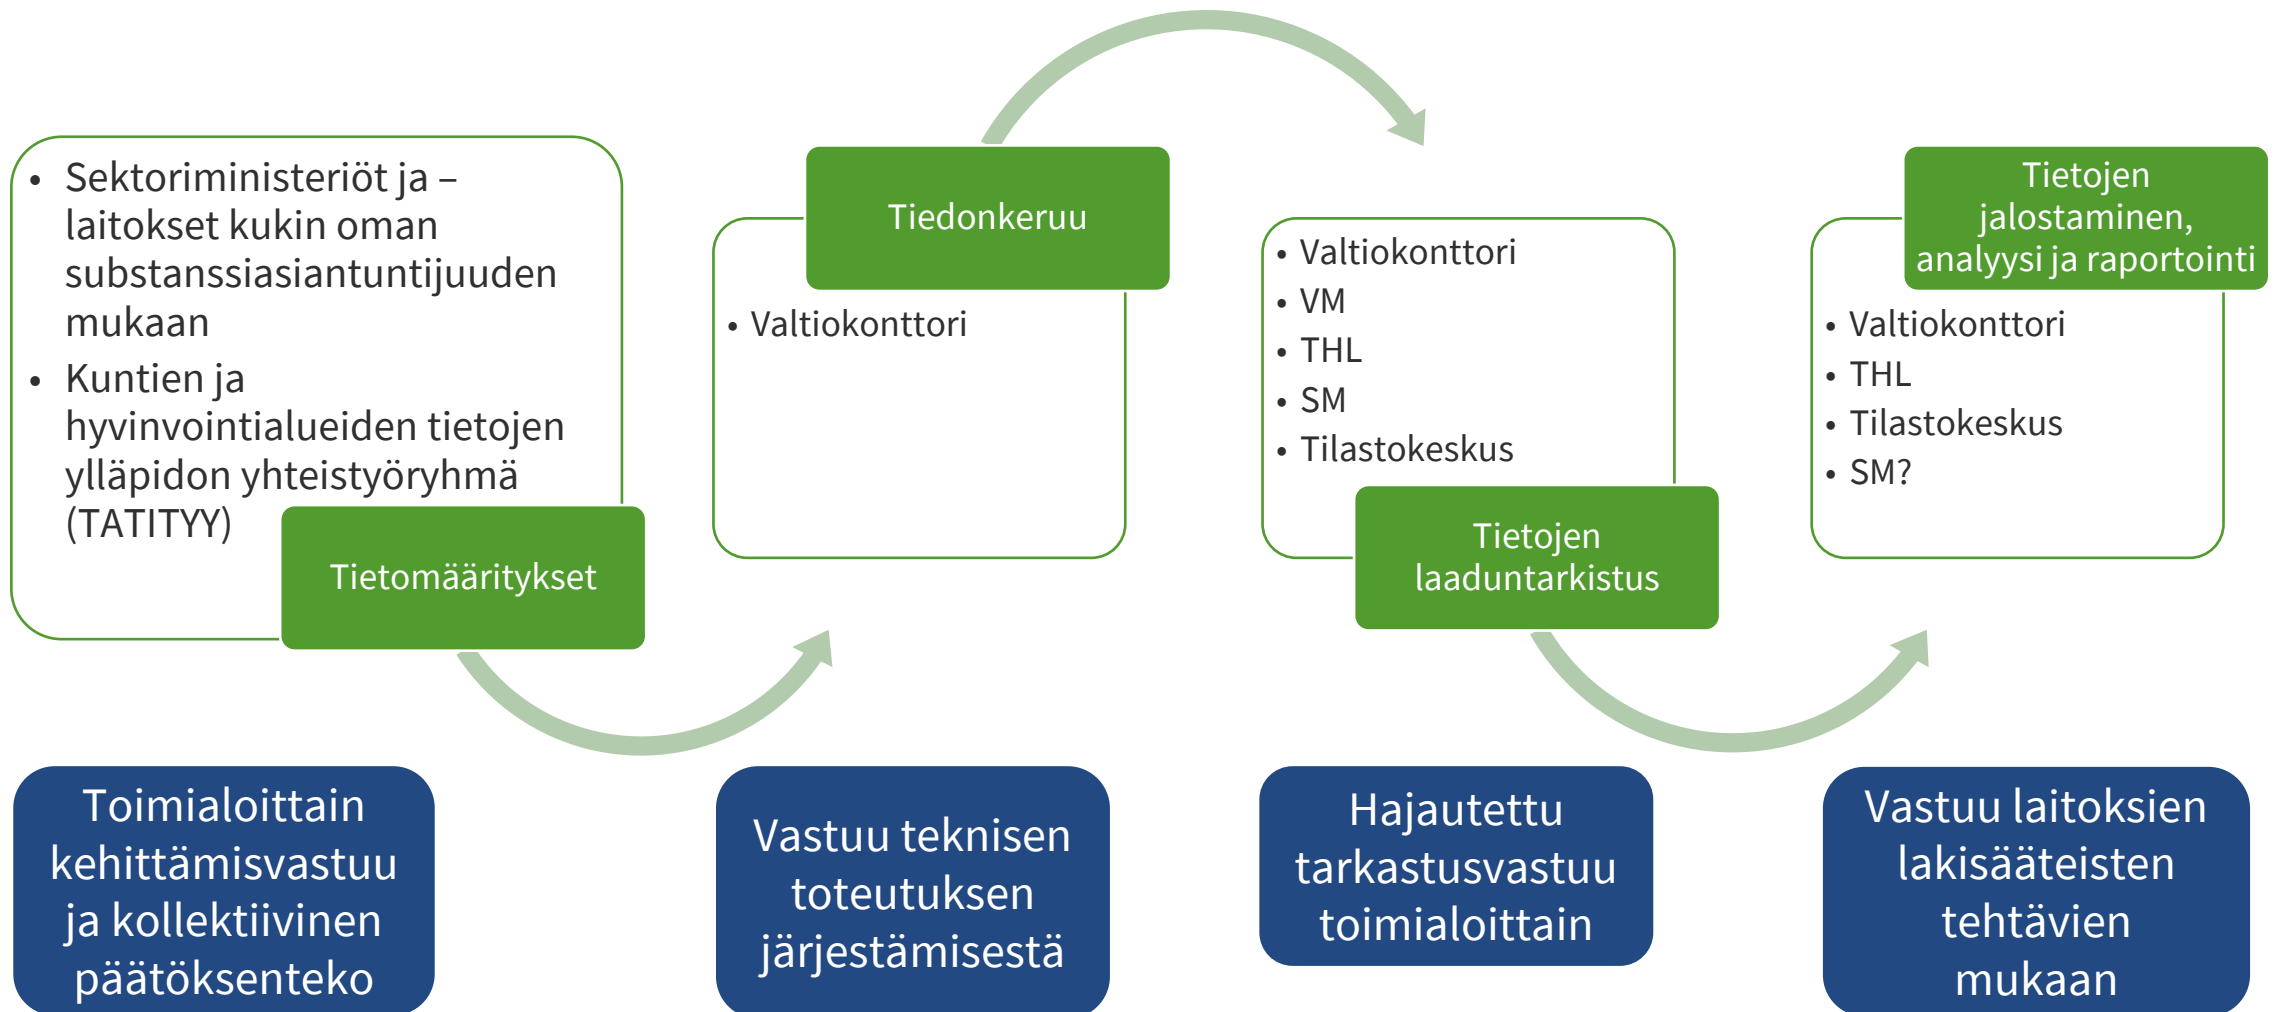 • Sektoriministeriöt ja –
laitokset kukin oman
substanssiasiantuntijuuden
mukaan
• Kuntien ja
hyvinvointialueiden tietojen
ylläpidon yhteistyöryhmä
(TATITYY)
Tietomääritykset
Tiedonkeruu
• Valtiokonttori
• Valtiokonttori
• VM
• THL
• SM
• Tilastokeskus
Tietojen
laaduntarkistus
Tietojen
jalostaminen,
analyysi ja raportointi
• Valtiokonttori
• THL
• Tilastokeskus
• SM?
Toimialoittain
kehittämisvastuu
ja kollektiivinen
päätöksenteko
Vastuu teknisen
toteutuksen
järjestämisestä
Hajautettu
tarkastusvastuu
toimialoittain
Vastuu laitoksien
lakisääteisten
tehtävien
mukaan